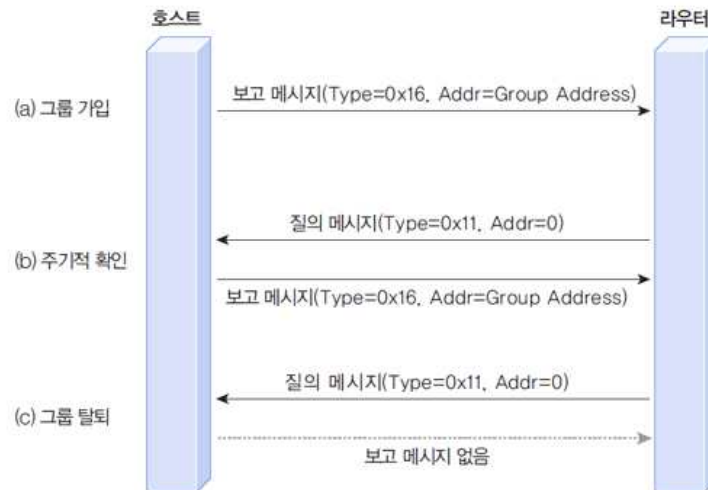 호스트
라우터
(a) 그룹 가입
보고 메시지(Type=0x16, Addr=Group Address)
질의 메시지(Type=0x11, Addr=0)
(b) 주기적 확인
보고 메시지(Type=0x16, Addr=Group Address)
질의 메시지(Type=0x11, Addr=0)
(c) 그룹 탈퇴
보고 메시지 없음